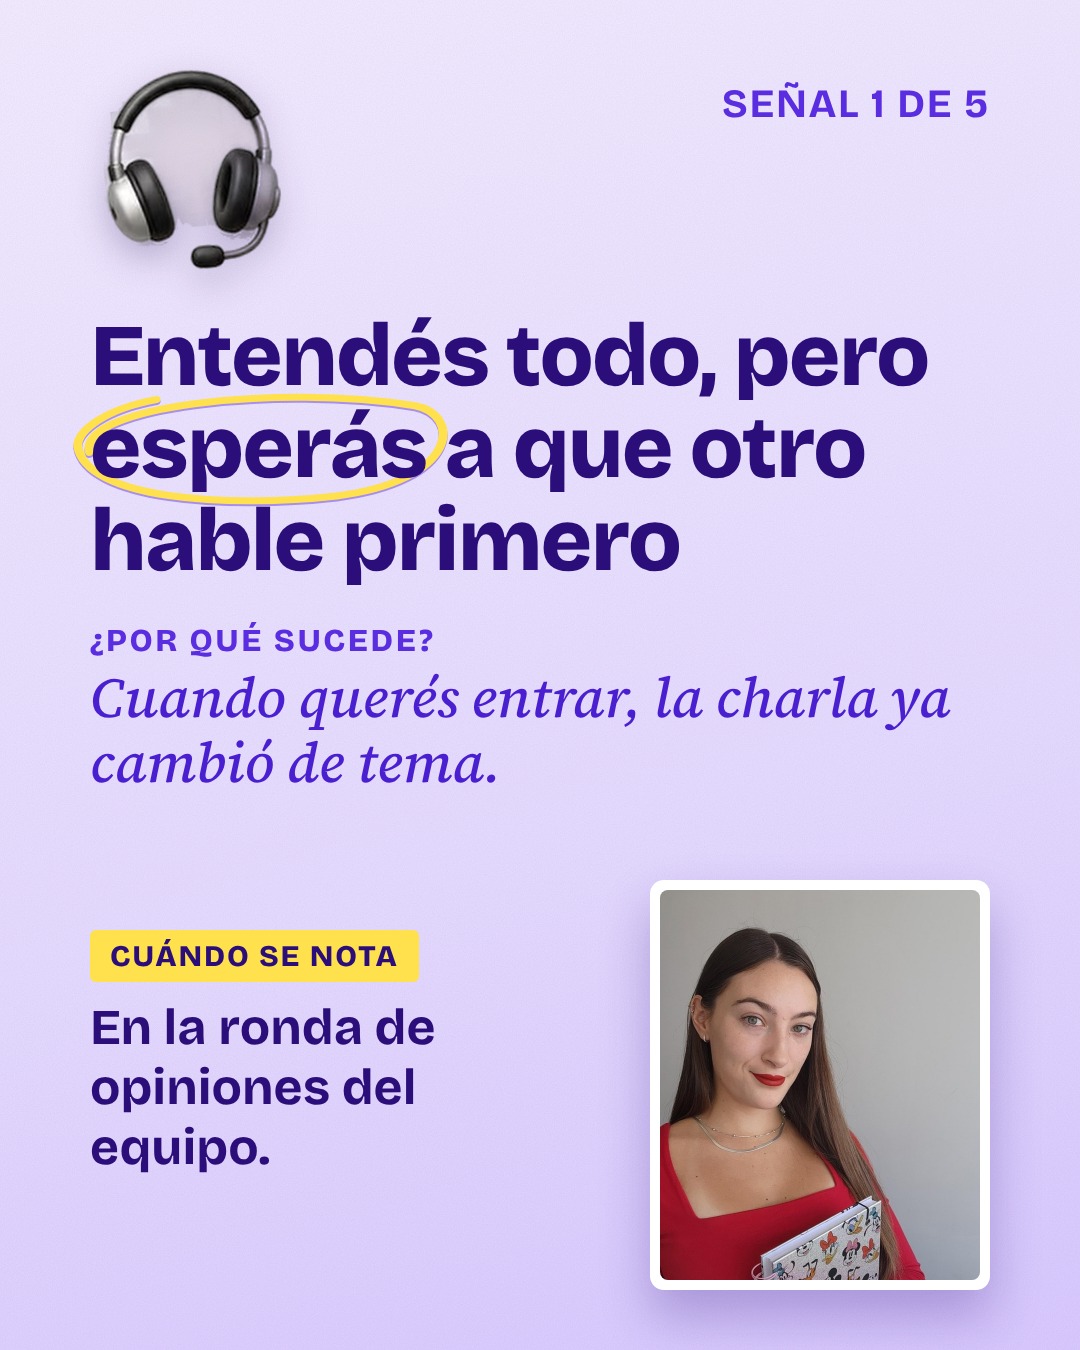 SEÑAL 1 DE 5
Entendés todo, pero
esperás a que otro
hable primero
¿POR QUÉ SUCEDE?
Cuando querés entrar, la charla ya
cambió de tema.
CUÁNDO SE NOTA
En la ronda de
opiniones del
equipo.